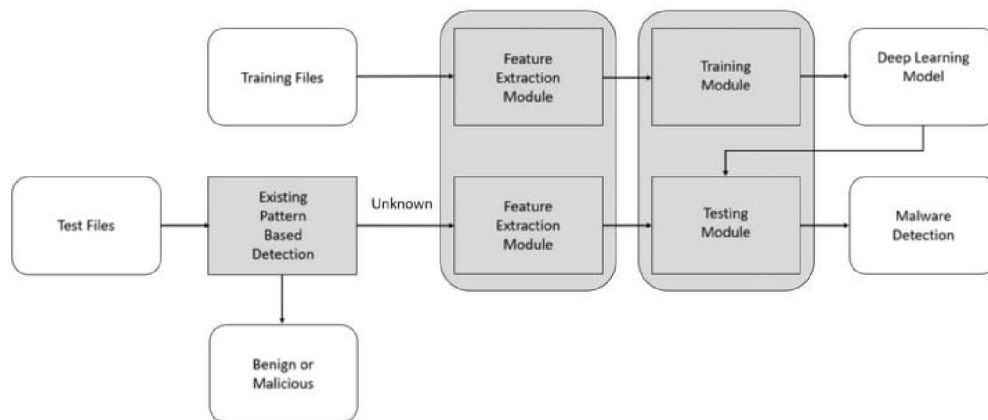 Training Files
Feature
Extraction
Module
Training
Module
Deep Learning
Model
Test Files
Existing
Pattern
Based
Detection
Unknown
Feature
Extraction
Module
Testing
Module
Malware
Detection
Benign or
Malicious